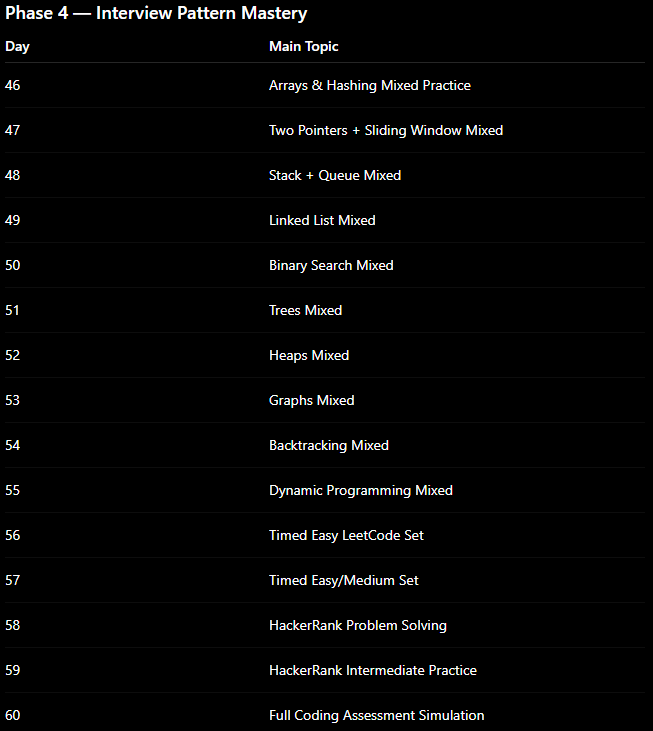 Phase 4 — Interview Pattern Mastery
Day Main Topic
46 Arrays & Hashing Mixed Practice
47 Two Pointers + Sliding Window Mixed
48 Stack + Queue Mixed
49 Linked List Mixed
50 Binary Search Mixed
51 Trees Mixed
52 Heaps Mixed
53 Graphs Mixed
54 Backtracking Mixed
55 Dynamic Programming Mixed
56 Timed Easy LeetCode Set
57 Timed Easy/Medium Set
58 HackerRank Problem Solving
59 HackerRank Intermediate Practice
60 Full Coding Assessment Simulation